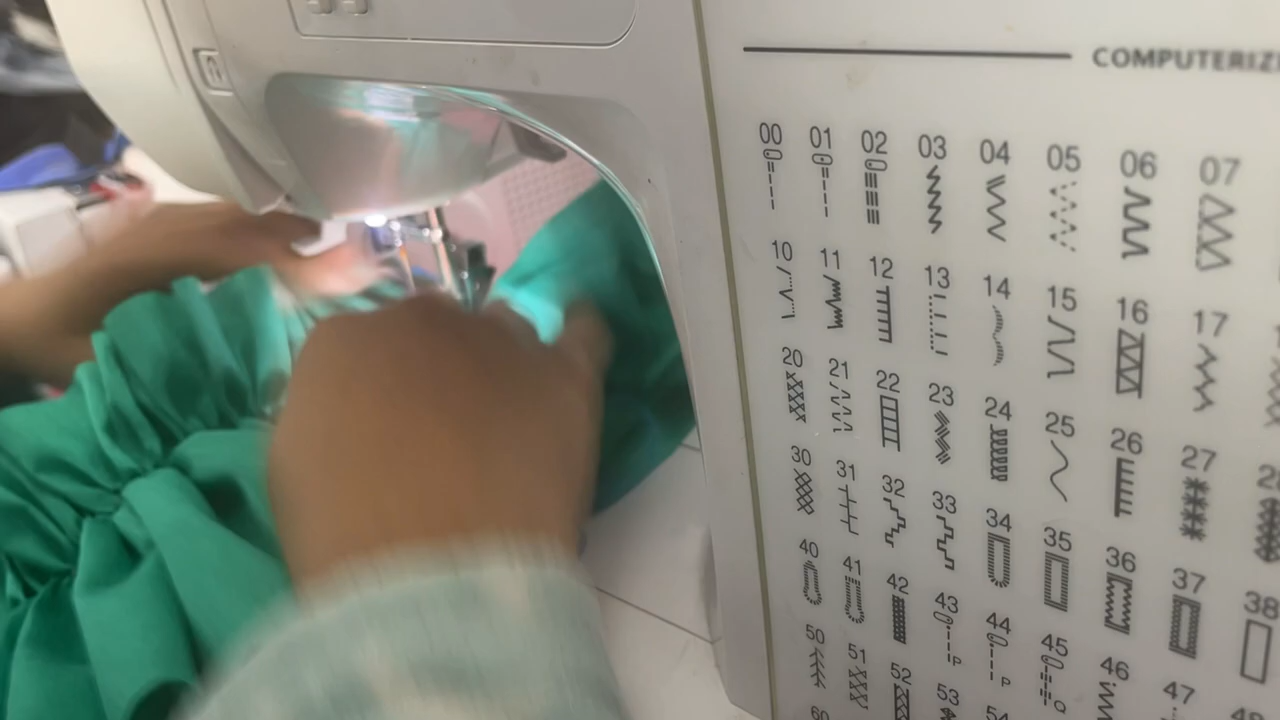 COMPUTERIZ
00 01 02 03 04 05 06 07
10 11 12 13 14 15 16 17
20 21 22 23 24 25 26 27
30 31 32 33 34 35 36 37 38
40 41 42 43 44 45 46 47
50 51 52 53